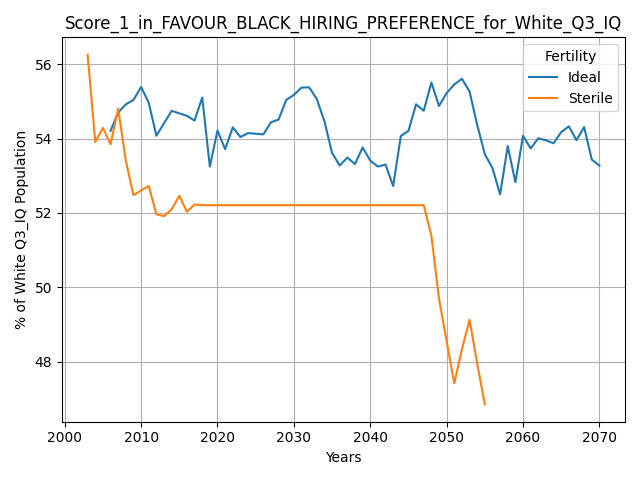 Score_1_in_FAVOUR_BLACK_HIRING_PREFERENCE_for_White_Q3_IQ
Fertility
Ideal
Sterile
% of White Q3_IQ Population
56
54
52
50
48
2000 2010 2020 2030 2040 2050 2060 2070
Years